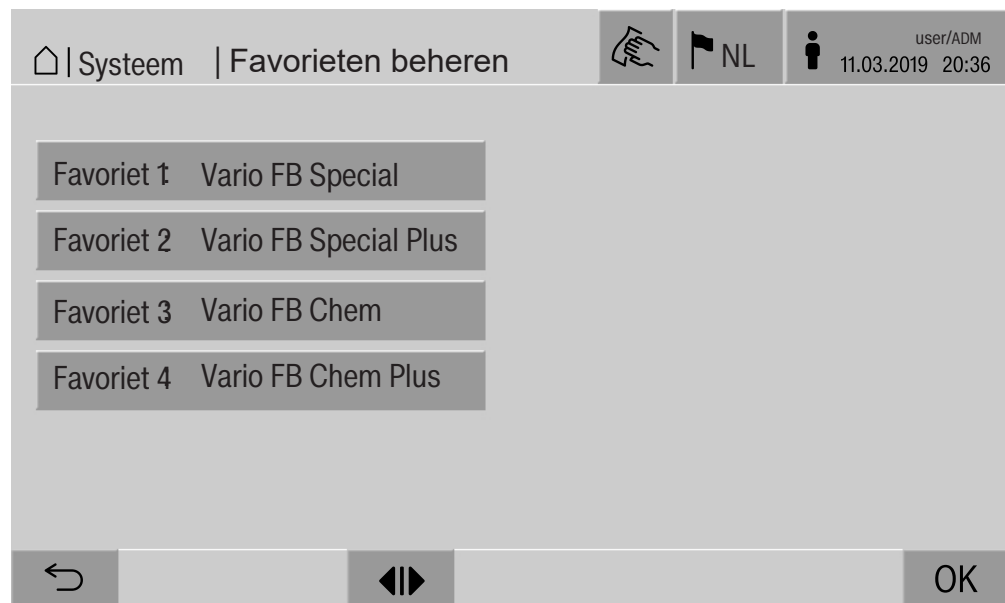 | Systeem | Favorieten beheren
NL
user/ADM
11.03.2019 20:36
Favoriet 1: Vario FB Special
Favoriet 2: Vario FB Special Plus
Favoriet 3: Vario FB Chem
Favoriet 4 Vario FB Chem Plus
OK